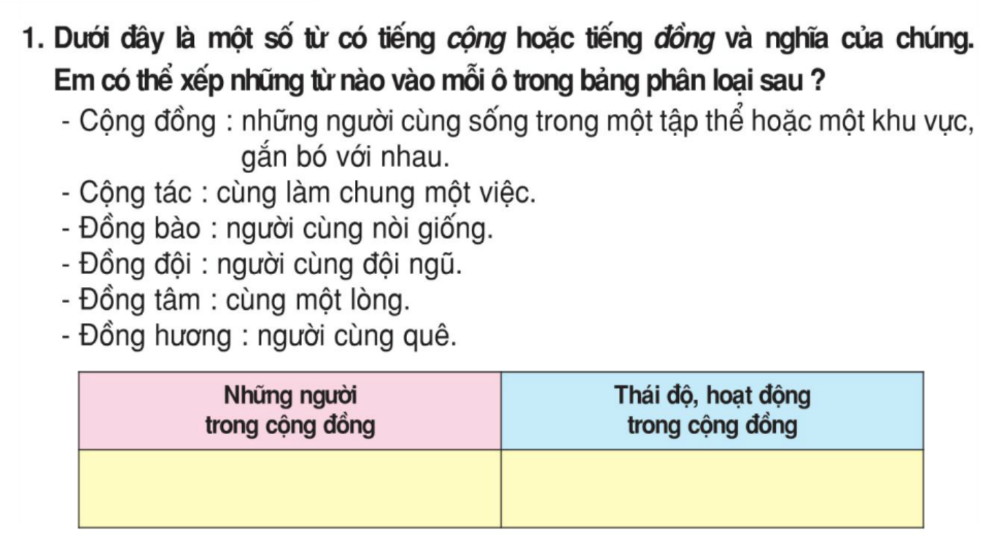 1. Dưới đây là một số từ có tiếng cộng hoặc tiếng đồng và nghĩa của chúng.
Em có thể xếp những từ nào vào mỗi ô trong bảng phân loại sau ?
- Cộng đồng : những người cùng sống trong một tập thể hoặc một khu vực,
gắn bó với nhau.
- Cộng tác : cùng làm chung một việc.
- Đồng bào : người cùng nòi giống.
- Đồng đội : người cùng đội ngũ.
- Đồng tâm : cùng một lòng.
- Đồng hương : người cùng quê.
Những người
trong cộng đồng
Thái độ, hoạt động
trong cộng đồng